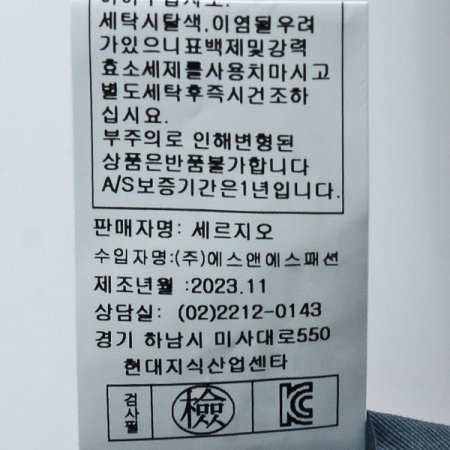 세탁시탈색,이염될우려
가있으니표백제및강력
효소세제를사용치마시고
별도세탁후즉시건조하
십시요.
부주의로 인해변형된
상품은반품불가합니다
A/S보증기간은1년입니다.
판매자명: 세르지오
수입자명:(주)에스앤에스패션
제조년월 :2023.11
상담실: (02)2212-0143
경기 하남시 미사대로550
현대지식산업센타
검사필 檢 KC